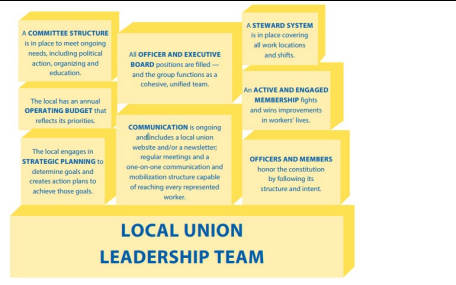 A COMMITTEE STRUCTURE
is in place to meet ongoing
needs, including political
action, organizing and
education.
The local has an annual
OPERATING BUDGET that
reflects its priorities.
The local engages in
STRATEGIC PLANNING to
determine goals and
creates action plans to
achieve those goals.
All OFFICER AND EXECUTIVE
BOARD positions are filled —
and the group functions as a
cohesive, unified team.
COMMUNICATION is ongoing
and includes a local union
website and/or a newsletter;
regular meetings and a
one-on-one communication and
mobilization structure capable
of reaching every represented
worker.
A STEWARD SYSTEM
is in place covering
all work locations
and shifts.
An ACTIVE AND ENGAGED
MEMBERSHIP fights
and wins improvements
in workers' lives.
OFFICERS AND MEMBERS
honor the constitution
by following its
structure and intent.
LOCAL UNION
LEADERSHIP TEAM